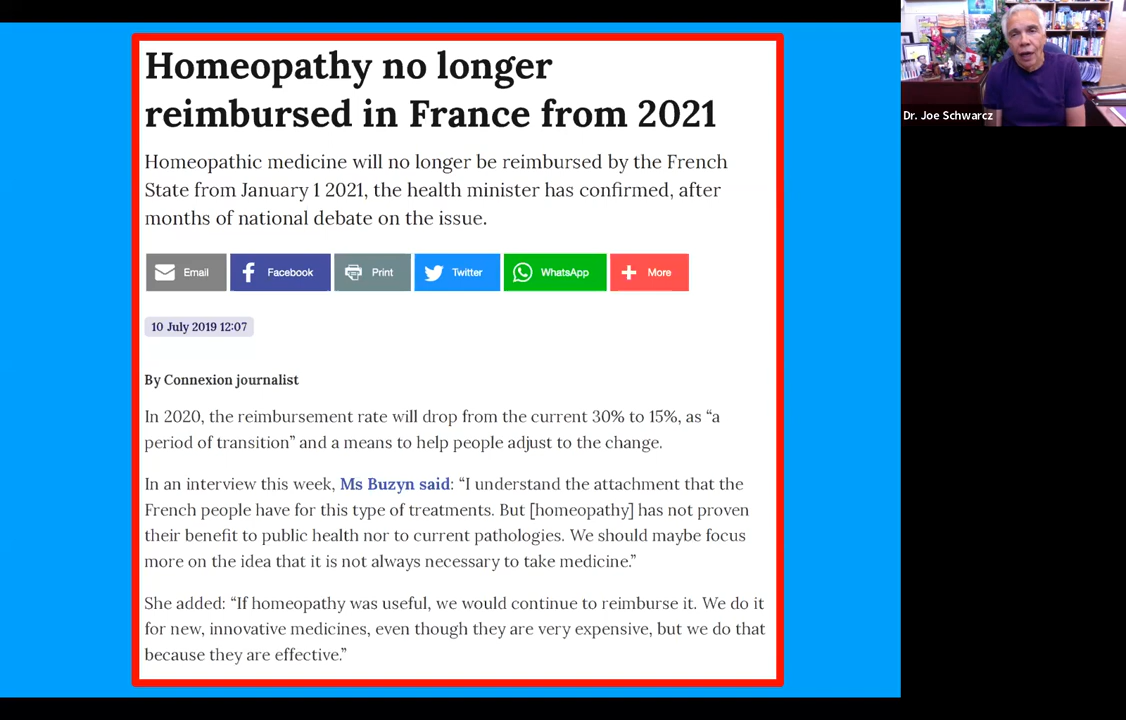 Homeopathy no longer
reimbursed in France from 2021
Homeopathic medicine will no longer be reimbursed by the French
State from January 1 2021, the health minister has confirmed, after
months of national debate on the issue.
Email
Facebook
Print
Twitter
WhatsApp
More
10 July 2019 12:07
By Connexion journalist
In 2020, the reimbursement rate will drop from the current 30% to 15%, as “a
period of transition” and a means to help people adjust to the change.
In an interview this week, Ms Buzyn said: “I understand the attachment that the
French people have for this type of treatments. But [homeopathy] has not proven
their benefit to public health nor to current pathologies. We should maybe focus
more on the idea that it is not always necessary to take medicine.”
She added: “If homeopathy was useful, we would continue to reimburse it. We do it
for new, innovative medicines, even though they are very expensive, but we do that
because they are effective.”
Dr. Joe Schwarcz